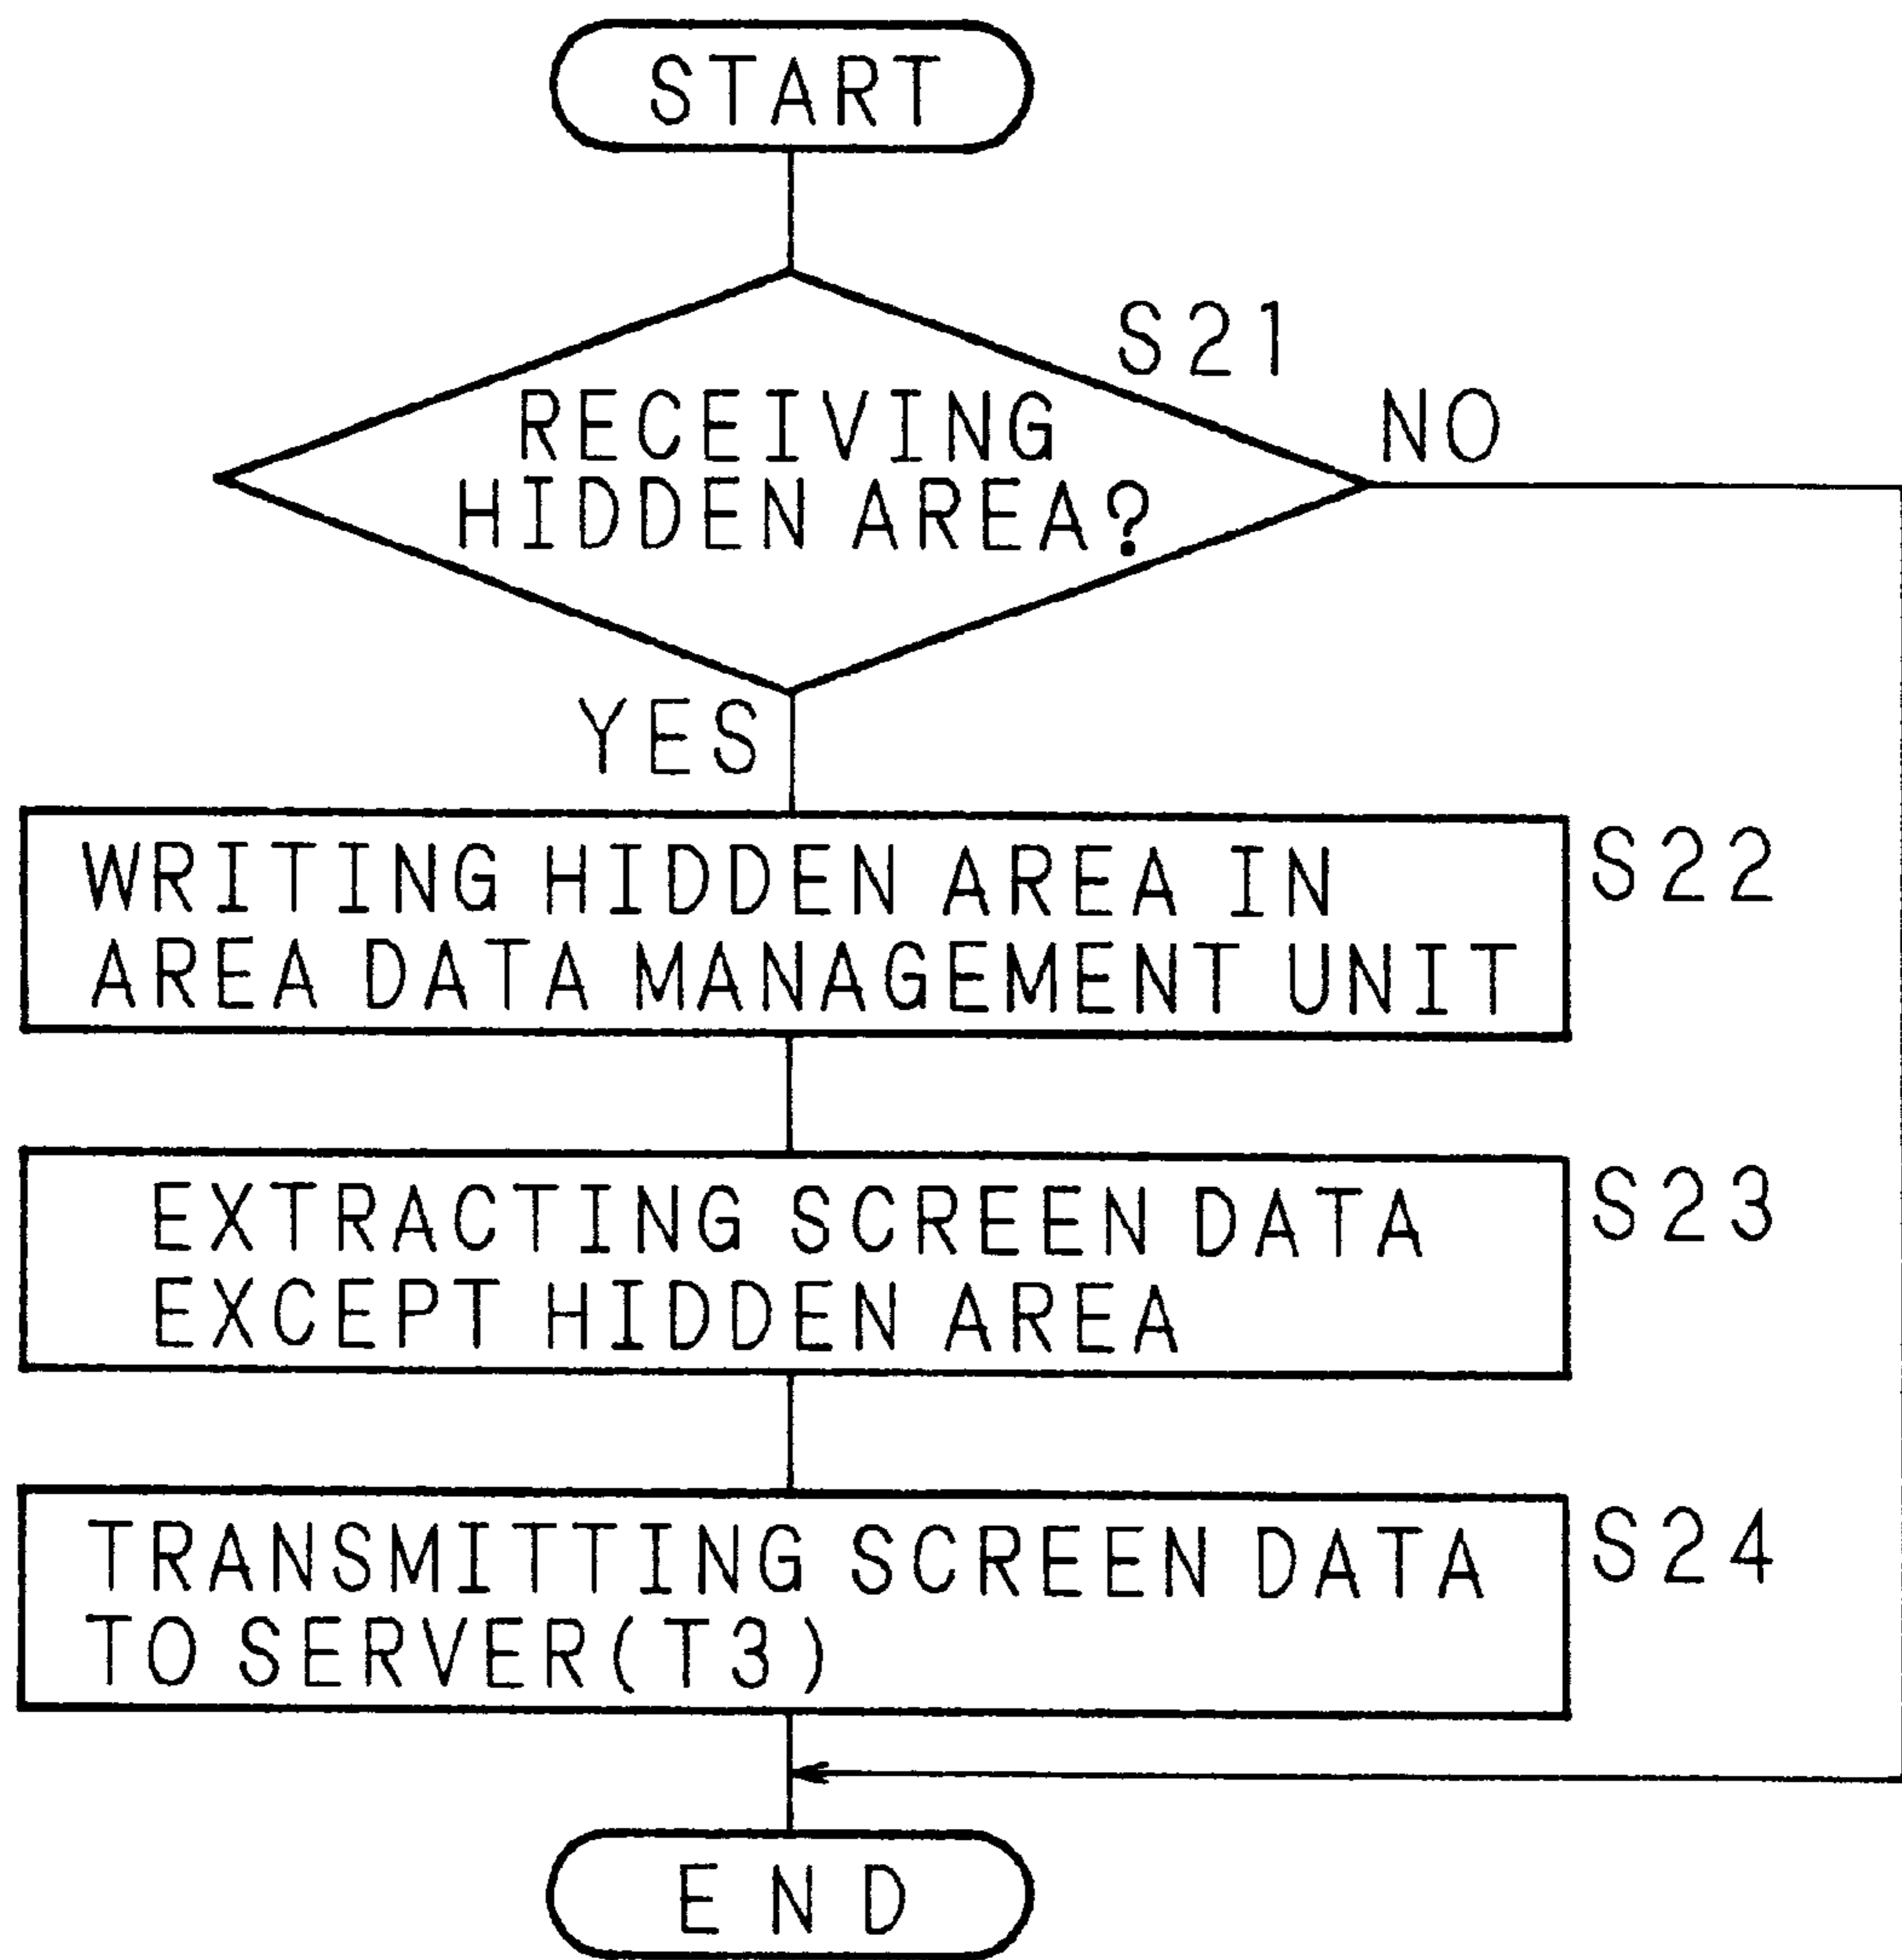 START
S21
RECEIVING
HIDDEN AREA?
NO
YES
WRITING HIDDEN AREA IN
AREA DATA MANAGEMENT UNIT
S22
EXTRACTING SCREEN DATA
EXCEPT HIDDEN AREA
S23
TRANSMITTING SCREEN DATA
TO SERVER(T3)
S24
END